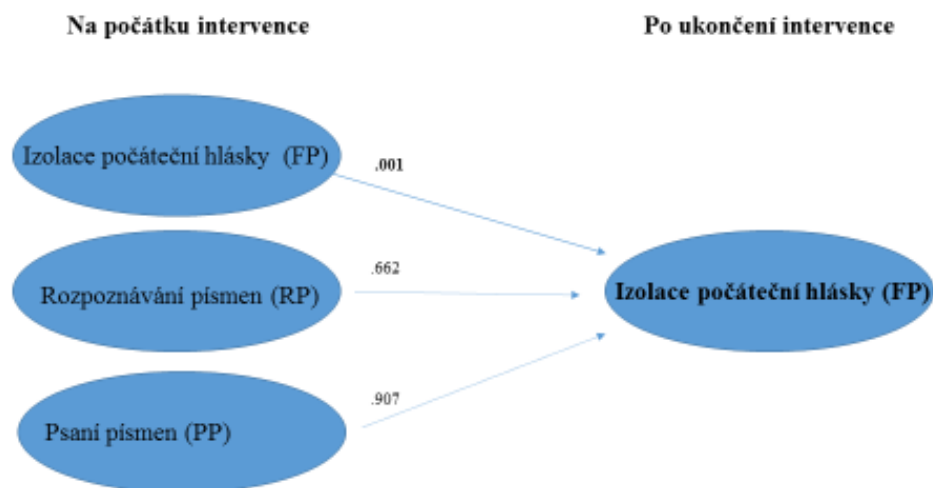 Na počátku intervence
Po ukončení intervence
Izolace počáteční hlásky (FP)
.001
Rozpoznávání písmen (RP)
.662
Izolace počáteční hlásky (FP)
Psaní písmen (PP)
.907